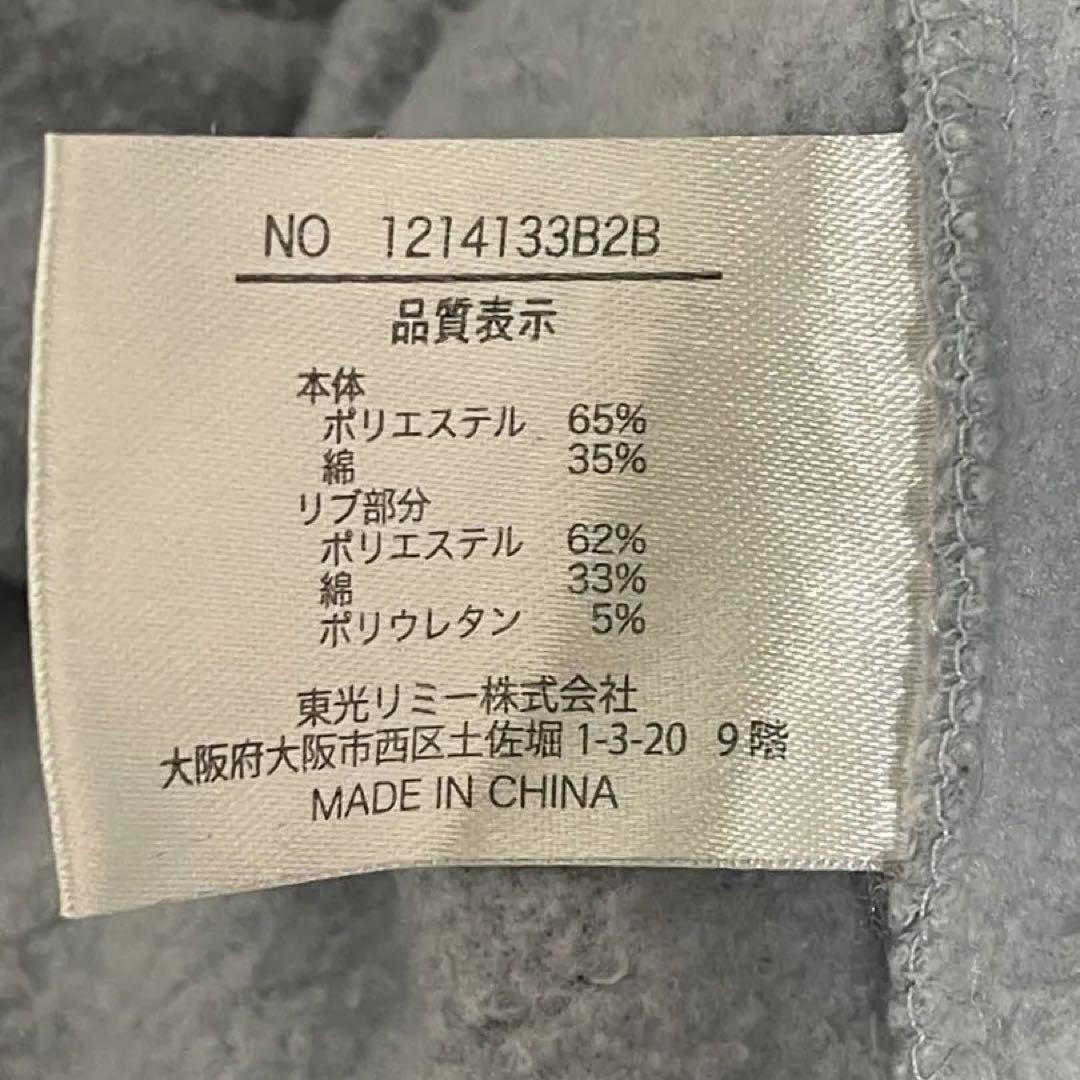 NO 1214133B2B
品質表示
本体
ポリエステル 65%
綿 35%
リブ部分
ポリエステル 62%
綿 33%
ポリウレタン 5%
東光リミー株式会社
大阪府大阪市西区土佐堀 1-3-20 9階
MADE IN CHINA